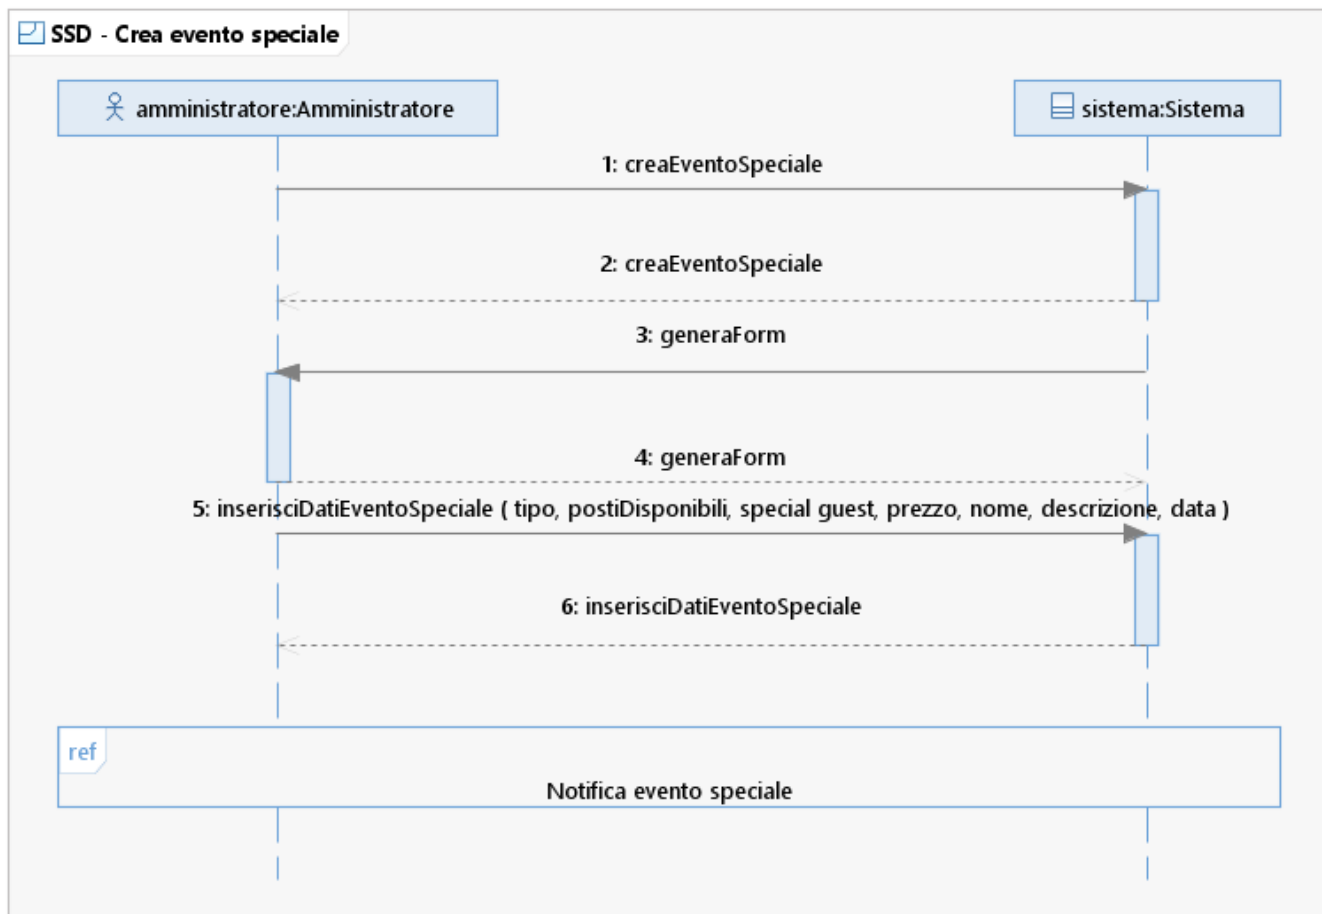 SSD - Crea evento speciale
amministratore:Amministratore
sistema:Sistema
1: creaEventoSpeciale
2: creaEventoSpeciale
3: generaForm
4: generaForm
5: inserisciDatiEventoSpeciale ( tipo, postiDisponibili, special guest, prezzo, nome, descrizione, data )
6: inserisciDatiEventoSpeciale
ref
Notifica evento speciale